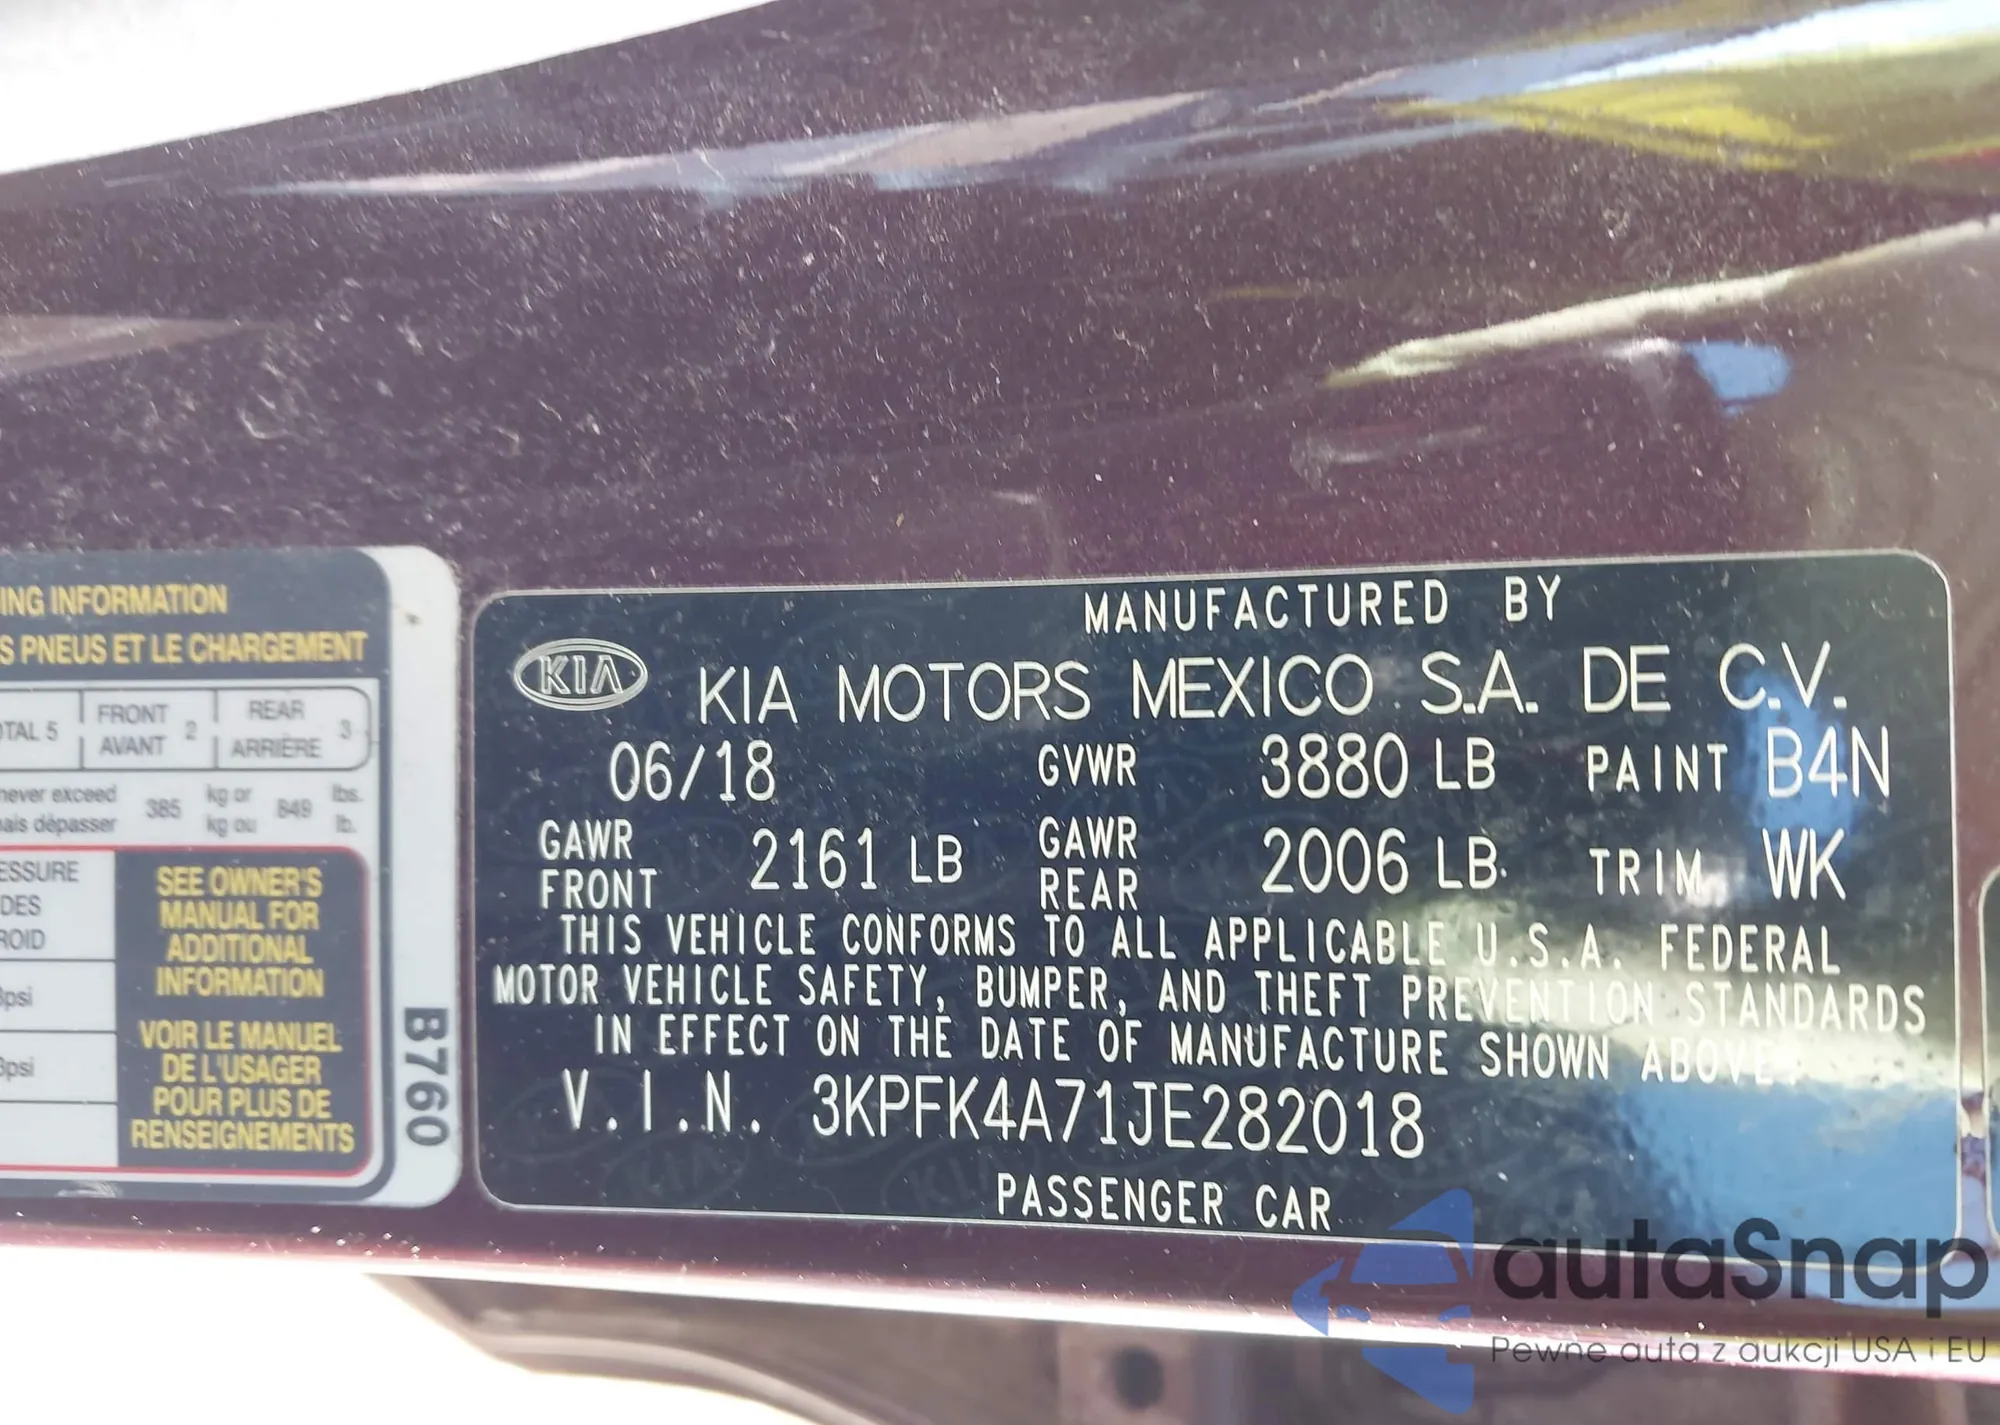 ING INFORMATION
S PNEUS ET LE CHARGEMENT
OTAL 5 FRONT AVANT 2 REAR ARRIÈRE 3
never exceed 385 kg or 849 lbs.
ais dépasser kg ou lb.
ESSURE
DES
ROID
3psi
3psi
SEE OWNER'S
MANUAL FOR
ADDITIONAL
INFORMATION
VOIR LE MANUEL
DE L'USAGER
POUR PLUS DE
RENSEIGNEMENTS
B760
MANUFACTURED BY
KIA KIA MOTORS MEXICO S.A. DE C.V.
06/18 GVWR 3880 LB PAINT B4N
GAWR FRONT 2161 LB GAWR REAR 2006 LB TRIM WK
THIS VEHICLE CONFORMS TO ALL APPLICABLE U.S.A. FEDERAL
MOTOR VEHICLE SAFETY, BUMPER, AND THEFT PREVENTION STANDARDS
IN EFFECT ON THE DATE OF MANUFACTURE SHOWN ABOVE.
V.I.N. 3KPFK4A71JE282018
PASSENGER CAR
autaSnap
Pewne auta z aukcji USA i EU